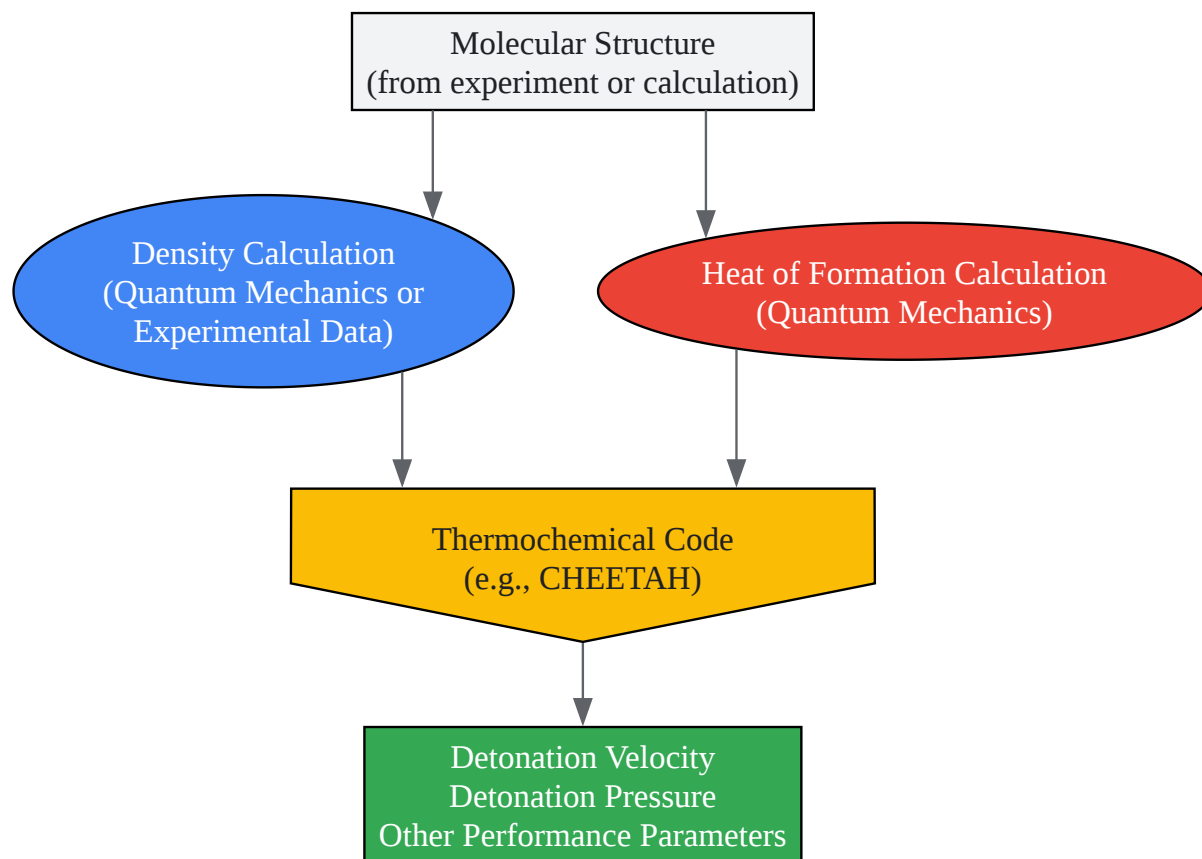 Molecular Structure
(from experiment or calculation)
Density Calculation
(Quantum Mechanics or
Experimental Data)
Heat of Formation Calculation
(Quantum Mechanics)
Thermochemical Code
(e.g., CHEETAH)
Detonation Velocity
Detonation Pressure
Other Performance Parameters